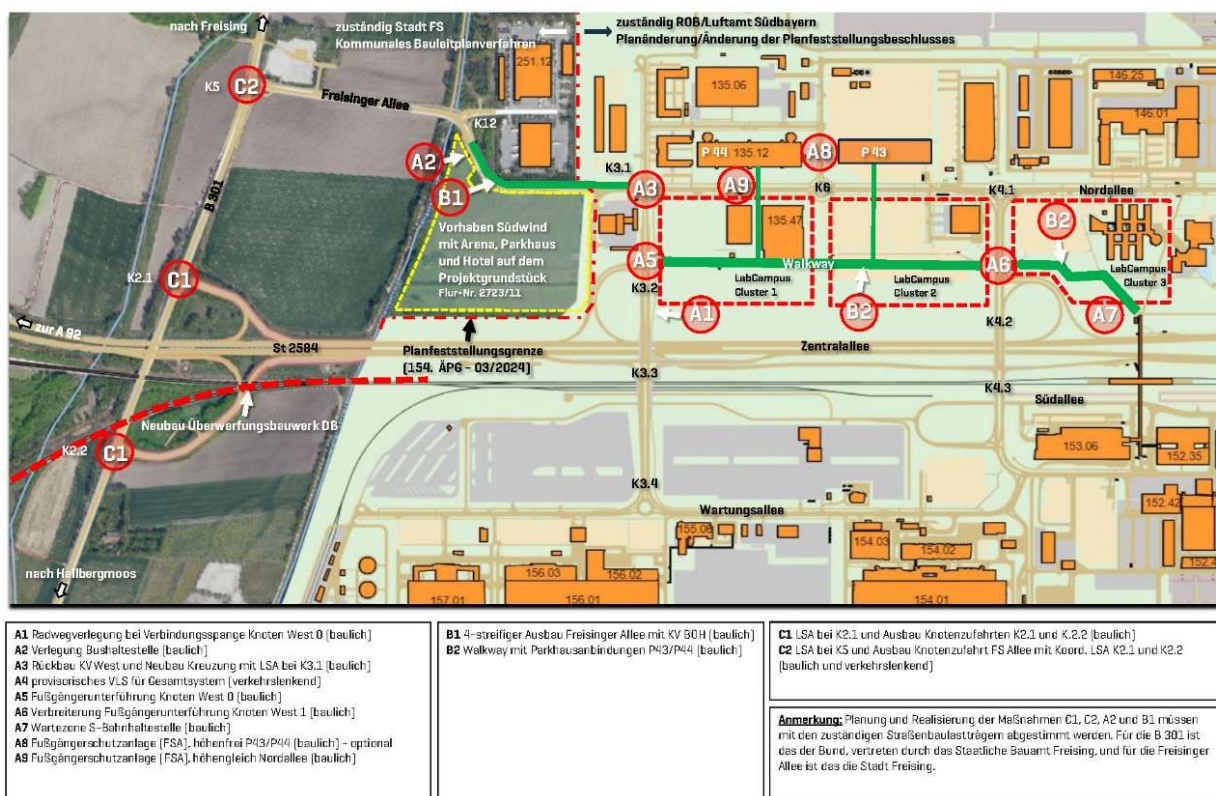 nach Freising
zuständig Stadt FS
Kommunales Bauleitplanverfahren
zuständig ROB/Luftamt Südbayern
Planänderung/Änderung der Planfeststellungsbeschlusses
251.12
135.06
146.25
146.01
K5
C2
Freisinger Allee
K12
A2
B1
K3.1
P 44
135.12
A8
P 43
A3
A9
K6
K4.1
Nordallee
B 301
Vorhaben Südwind
mit Arena, Parkhaus
und Hotel auf dem
Projektgrundstück
Flur-Nr. 2723/11
135.47
B2
K2.1
C1
A5
Walkway
A6
K3.2
LabCampus
Cluster 1
LabCampus
Cluster 2
LabCampus
Cluster 3
A1
B2
A7
zur A 92
St 2584
K4.2
Planfeststellungsgrenze
(154. ÄPG - 03/2024)
Zentralallee
K3.3
K4.3
Südallee
Neubau Überwerfungsbauwerk DB
K2.2
C1
153.06
152.35
K3.4
Wartungsallee
152.42
155.08
154.03
154.02
nach Hallbergmoos
156.03
156.02
157.01
156.01
154.01
A1 Radwegverlegung bei Verbindungsspange Knoten West 0 (baulich)
A2 Verlegung Bushaltestelle (baulich)
A3 Rückbau KV West und Neubau Kreuzung mit LSA bei K3.1 (baulich)
A4 provisorisches VLS für Gesamtsystem (verkehrslenkend)
A5 Fußgängerunterführung Knoten West 0 (baulich)
A6 Verbreiterung Fußgängerunterführung Knoten West 1 (baulich)
A7 Wartezone S-Bahnhaltestelle (baulich)
A8 Fußgängerschutzanlage (FSA), höhenfrei P43/P44 (baulich) - optional
A9 Fußgängerschutzanlage (FSA), höhengleich Nordallee (baulich)
B1 4-streifiger Ausbau Freisinger Allee mit KV BOH (baulich)
B2 Walkway mit Parkhausanbindungen P43/P44 (baulich)
C1 LSA bei K2.1 und Ausbau Knotenzufahrten K2.1 und K.2.2 (baulich)
C2 LSA bei K5 und Ausbau Knotenzufahrt FS Allee mit Koord. LSA K2.1 und K2.2
(baulich und verkehrslenkend)
Anmerkung: Planung und Realisierung der Maßnahmen C1, C2, A2 und B1 müssen
mit den zuständigen Straßenbaulastträgern abgestimmt werden. Für die B 301 ist
das der Bund, vertreten durch das Staatliche Bauamt Freising, und für die Freisinger
Allee ist das die Stadt Freising.